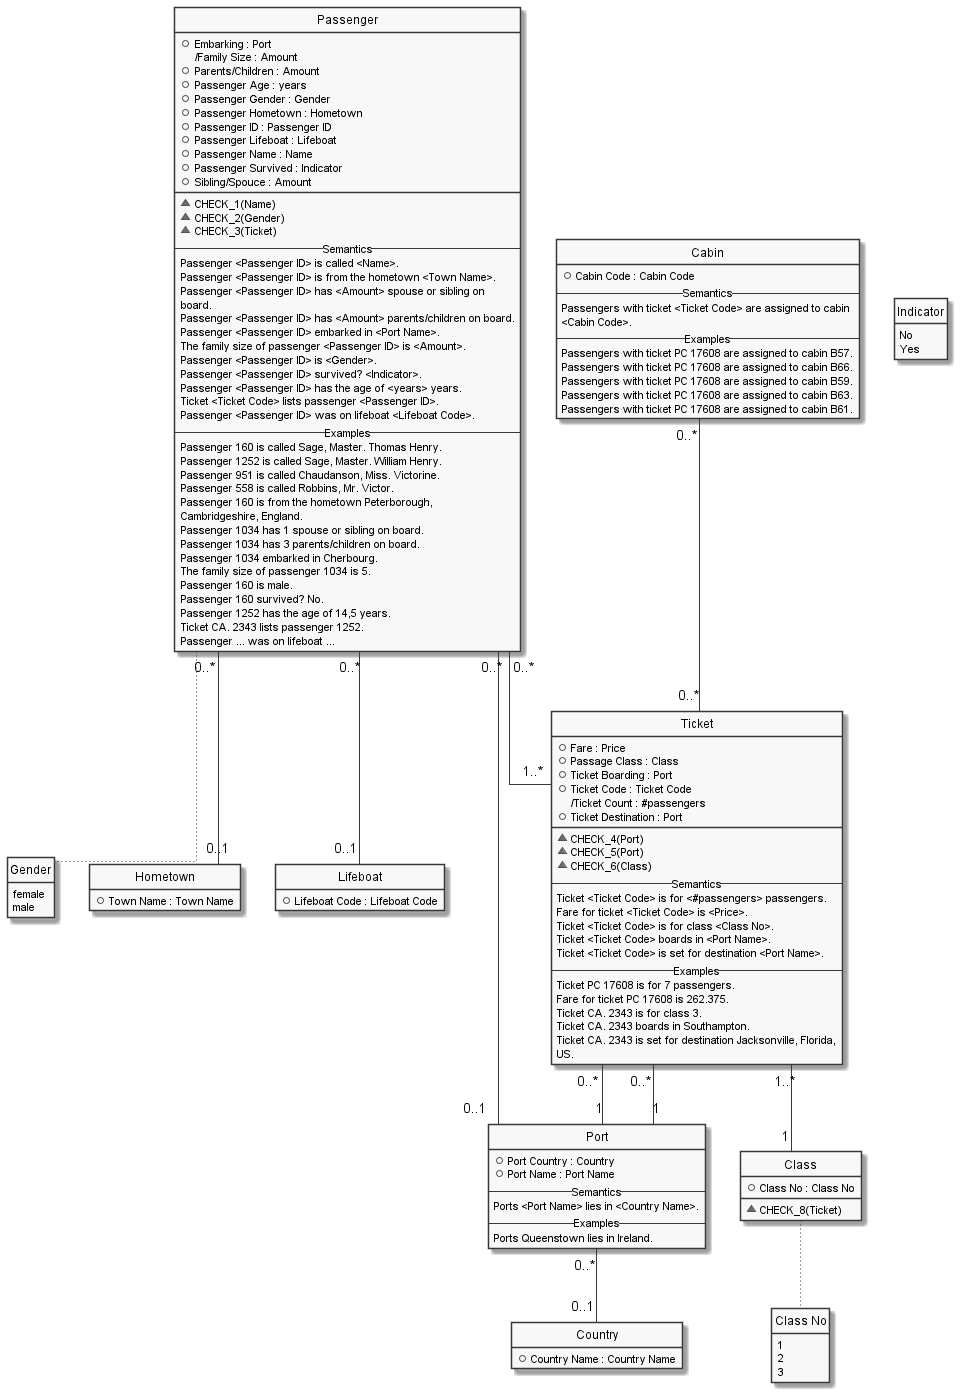 Passenger
Embarking : Port
/Family Size : Amount
Parents/Children : Amount
Passenger Age : years
Passenger Gender : Gender
Passenger Hometown : Hometown
Passenger ID : Passenger ID
Passenger Lifeboat : Lifeboat
Passenger Name : Name
Passenger Survived : Indicator
Sibling/Spouce : Amount
CHECK_1(Name)
CHECK_2(Gender)
CHECK_3(Ticket)
Semantics
Passenger <Passenger ID> is called <Name>.
Passenger <Passenger ID> is from the hometown <Town Name>.
Passenger <Passenger ID> has <Amount> spouse or sibling on
board.
Passenger <Passenger ID> has <Amount> parents/children on board.
Passenger <Passenger ID> embarked in <Port Name>.
The family size of passenger <Passenger ID> is <Amount>.
Passenger <Passenger ID> is <Gender>.
Passenger <Passenger ID> survived? <Indicator>.
Passenger <Passenger ID> has the age of <years> years.
Ticket <Ticket Code> lists passenger <Passenger ID>.
Passenger <Passenger ID> was on lifeboat <Lifeboat Code>.
Examples
Passenger 160 is called Sage, Master. Thomas Henry.
Passenger 1252 is called Sage, Master. William Henry.
Passenger 951 is called Chaudanson, Miss. Victorine.
Passenger 558 is called Robbins, Mr. Victor.
Passenger 160 is from the hometown Peterborough,
Cambridgeshire, England.
Passenger 1034 has 1 spouse or sibling on board.
Passenger 1034 has 3 parents/children on board.
Passenger 1034 embarked in Cherbourg.
The family size of passenger 1034 is 5.
Passenger 160 is male.
Passenger 160 survived? No.
Passenger 1252 has the age of 14,5 years.
Ticket CA. 2343 lists passenger 1252.
Passenger ... was on lifeboat ...
Cabin
Cabin Code : Cabin Code
Semantics
Passengers with ticket <Ticket Code> are assigned to cabin
<Cabin Code>.
Examples
Passengers with ticket PC 17608 are assigned to cabin B57.
Passengers with ticket PC 17608 are assigned to cabin B66.
Passengers with ticket PC 17608 are assigned to cabin B59.
Passengers with ticket PC 17608 are assigned to cabin B63.
Passengers with ticket PC 17608 are assigned to cabin B61.
Indicator
No
Yes
0..*
0..*
0..*
0..*
0..*
0..*
1..*
0..1
0..1
Gender
female
male
Hometown
Town Name : Town Name
Lifeboat
Lifeboat Code : Lifeboat Code
Ticket
Fare : Price
Passage Class : Class
Ticket Boarding : Port
Ticket Code : Ticket Code
/Ticket Count : #passengers
Ticket Destination : Port
CHECK_4(Port)
CHECK_5(Port)
CHECK_6(Class)
Semantics
Ticket <Ticket Code> is for <#passengers> passengers.
Fare for ticket <Ticket Code> is <Price>.
Ticket <Ticket Code> is for class <Class No>.
Ticket <Ticket Code> boards in <Port Name>.
Ticket <Ticket Code> is set for destination <Port Name>.
Examples
Ticket PC 17608 is for 7 passengers.
Fare for ticket PC 17608 is 262.375.
Ticket CA. 2343 is for class 3.
Ticket CA. 2343 boards in Southampton.
Ticket CA. 2343 is set for destination Jacksonville, Florida,
US.
0..*
0..*
1..*
0..1
1
1
1
Port
Port Country : Country
Port Name : Port Name
Semantics
Ports <Port Name> lies in <Country Name>.
Examples
Ports Queenstown lies in Ireland.
Class
Class No : Class No
CHECK_8(Ticket)
0..*
0..1
Country
Country Name : Country Name
Class No
1
2
3